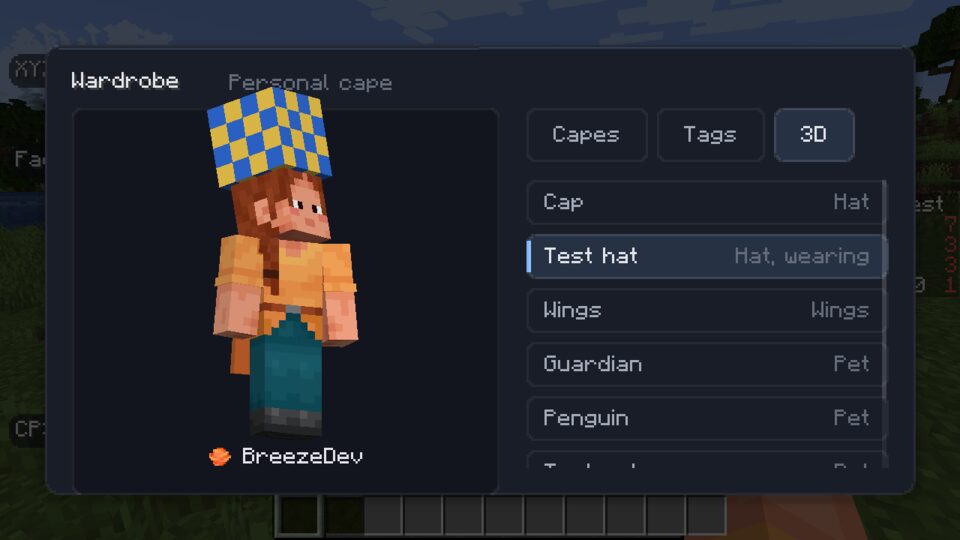 Wardrobe
Personal cape
Capes
Tags
3D
Cap
Hat
Test hat
Hat, wearing
Wings
Wings
Guardian
Pet
Penguin
Pet
BreezeDev